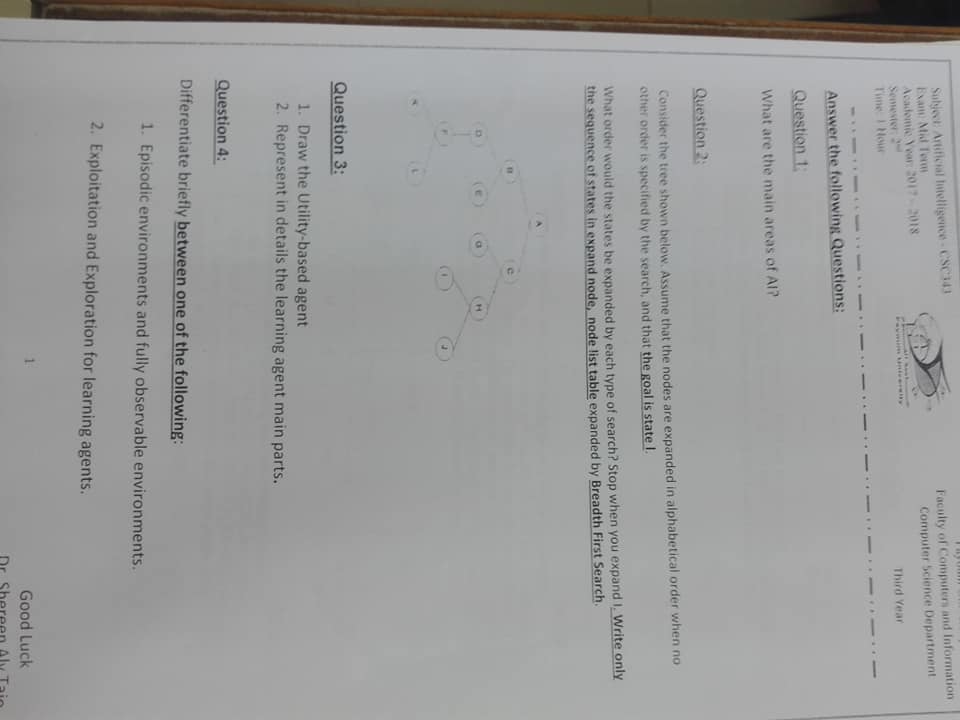 Subject: Artificial Intelligence - CSC343
Exam: Mid Term
Academic Year: 2017 - 2018
Semester: 2nd
Time: 1 Hour
Fayoum University
Faculty of Computers and Information
Computer Science Department
Third Year
Answer the following Questions:
Question 1:
What are the main areas of AI?
Question 2:
Consider the tree shown below. Assume that the nodes are expanded in alphabetical order when no
other order is specified by the search, and that the goal is state I.
What order would the states be expanded by each type of search? Stop when you expand I. Write only
the sequence of states in expand node, node list table expanded by Breadth First Search.
A
B C
D E G H
F I J
K L
Question 3:
1. Draw the Utility-based agent
2. Represent in details the learning agent main parts.
Question 4:
Differentiate briefly between one of the following:
1. Episodic environments and fully observable environments.
2. Exploitation and Exploration for learning agents.
1
Good Luck
Dr. Shereen Aly